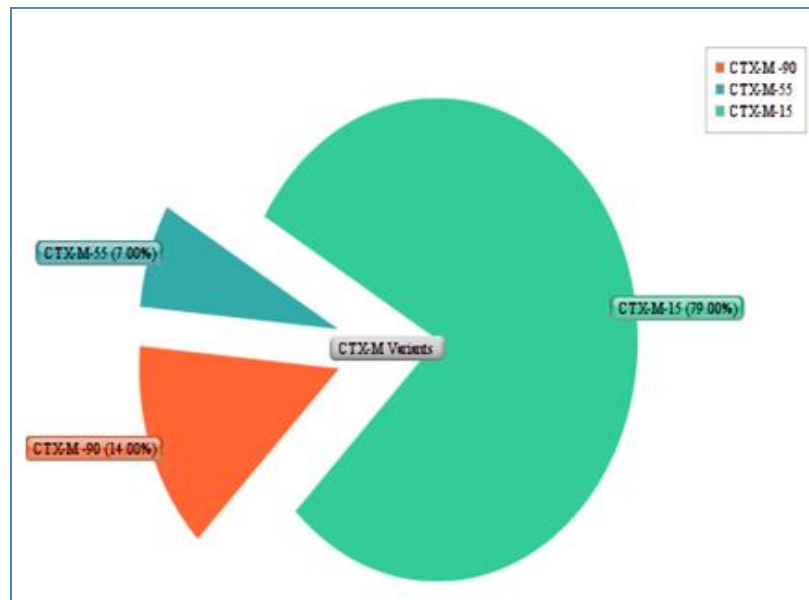 CTX-M -90
CTX-M-55
CTX-M-15
CTX-M-55 (7.00%)
CTX-M-15 (79.00%)
CTX-M Variants
CTX-M -90 (14.00%)